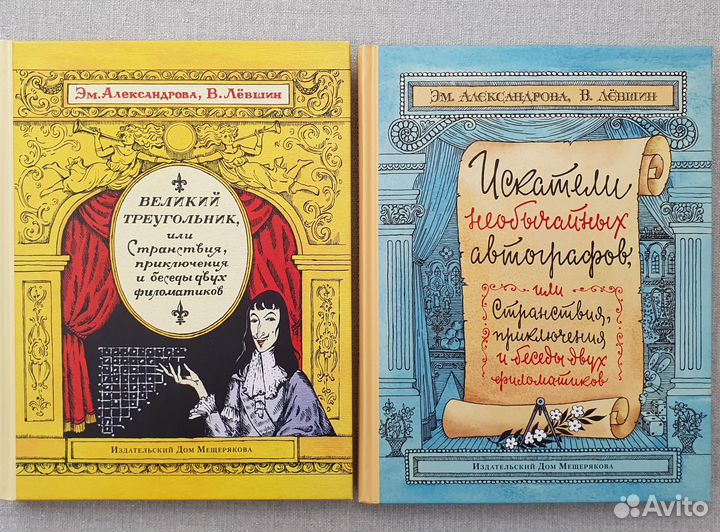 Эм. Александрова, В. Лёвшин
Великий
треугольник,
или
Странствия,
приключения
и беседы двух
филоматиков
Издательский Дом Мещерякова
Эм. Александрова, В. Лёвшин
Искатели
необычайных
автографов,
или
Странствия,
приключения
и беседы двух
филоматиков
Издательский Дом Мещерякова
Avito